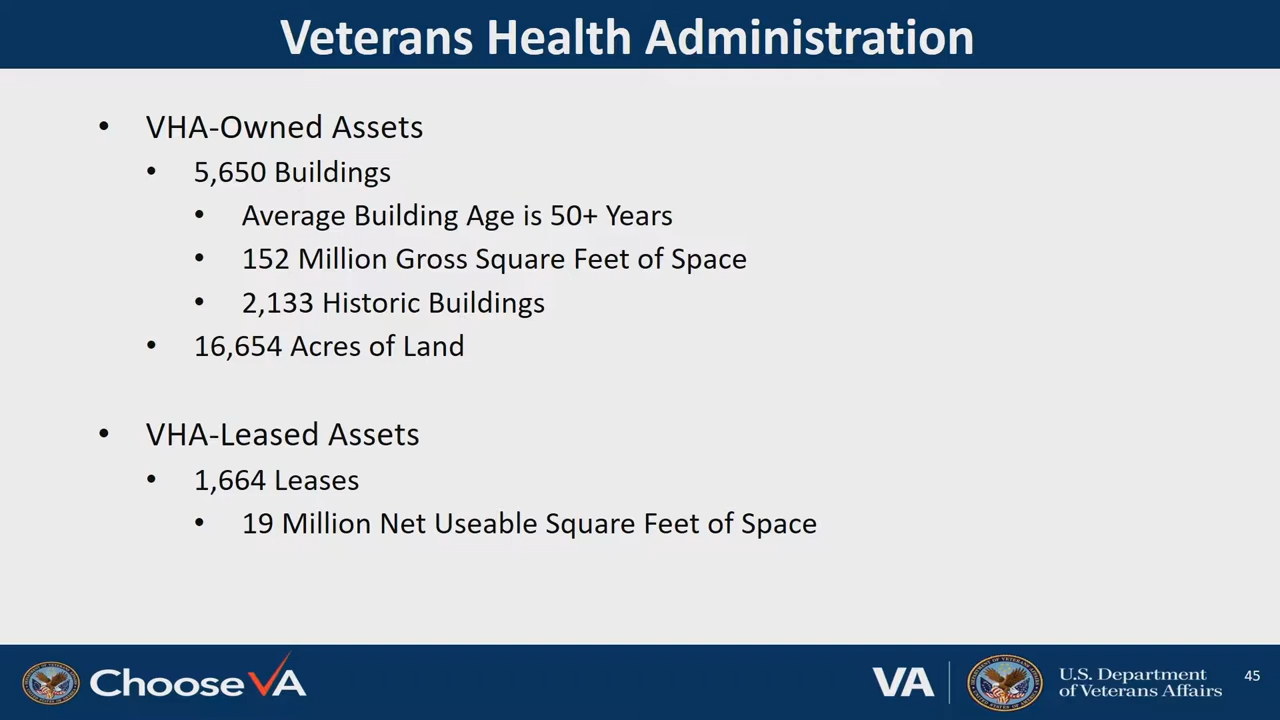 Veterans Health Administration
• VHA-Owned Assets
• 5,650 Buildings
• Average Building Age is 50+ Years
• 152 Million Gross Square Feet of Space
• 2,133 Historic Buildings
• 16,654 Acres of Land
• VHA-Leased Assets
• 1,664 Leases
• 19 Million Net Useable Square Feet of Space
Choose VA
VA
U.S. Department
of Veterans Affairs
45